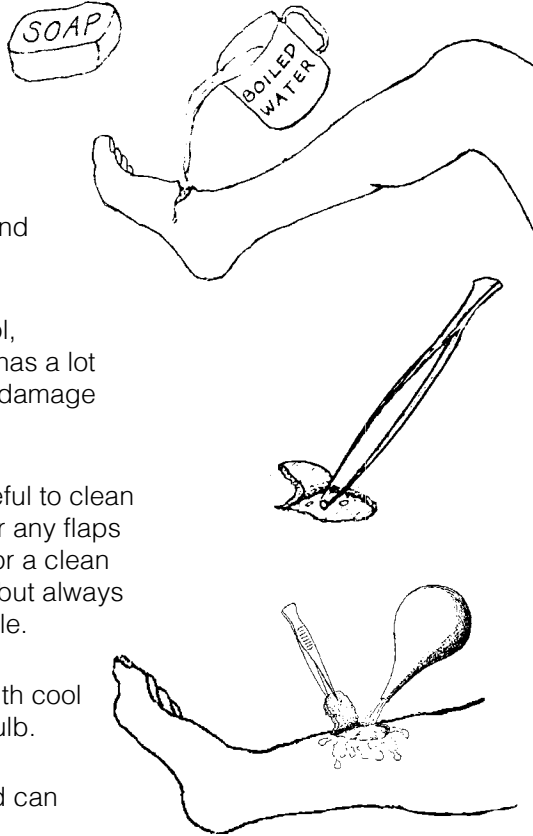 SOAP
BOILED
WATER
nd
ol,
has a lot
damage
eful to clean
r any flaps
or a clean
but always
le.
th cool
ulb.
d can